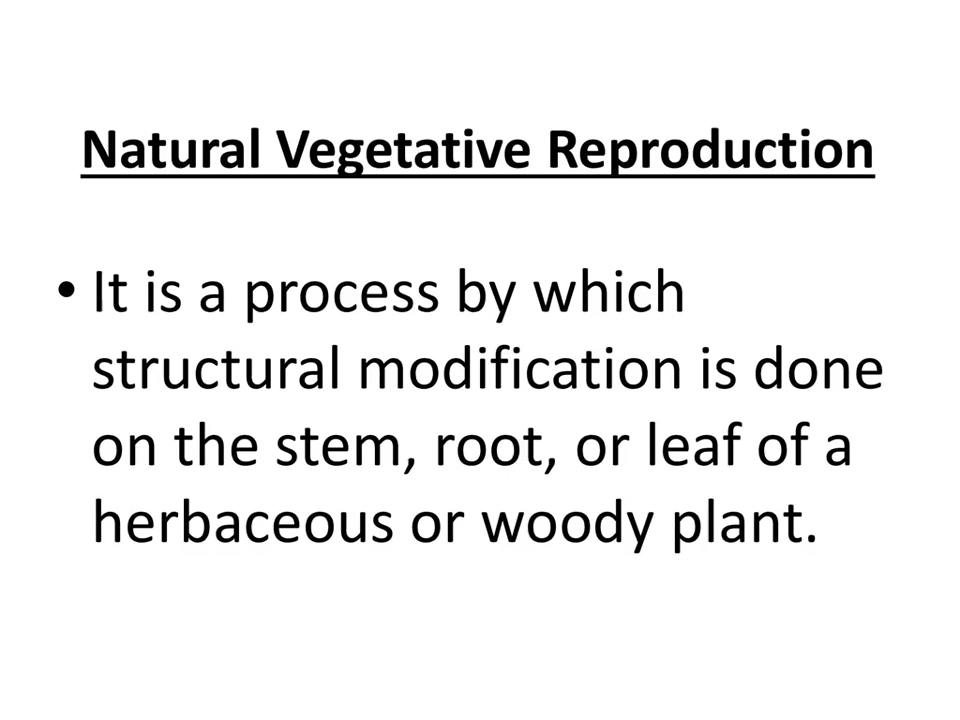 Natural Vegetative Reproduction
• It is a process by which
structural modification is done
on the stem, root, or leaf of a
herbaceous or woody plant.